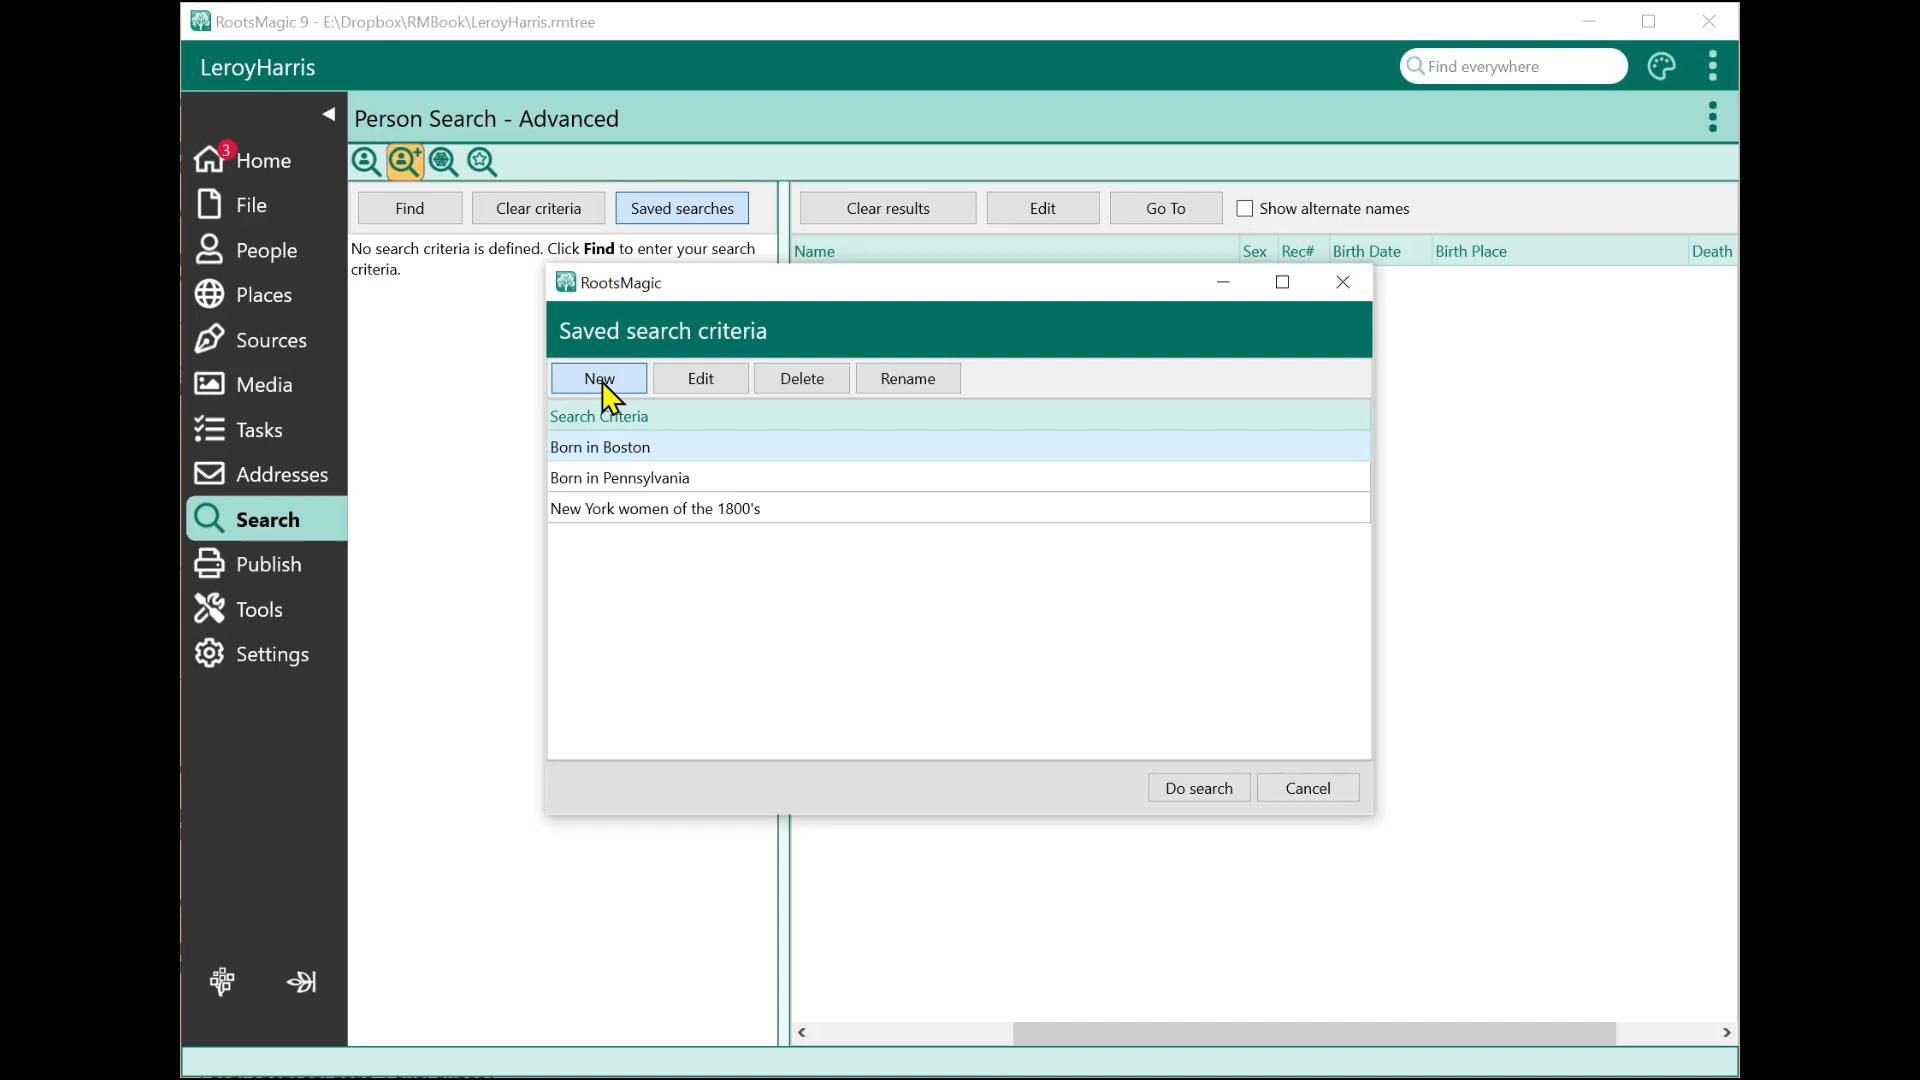 RootsMagic 9 - E:\Dropbox\RMBook\LeroyHarris.rmtree
LeroyHarris
Find everywhere
Person Search - Advanced
3
Home
File
People
Places
Sources
Media
Tasks
Addresses
Search
Publish
Tools
Settings
Find
Clear criteria
Saved searches
No search criteria is defined. Click Find to enter your search
criteria.
Clear results
Edit
Go To
Show alternate names
Name
Sex
Rec#
Birth Date
Birth Place
Death
RootsMagic
Saved search criteria
New
Edit
Delete
Rename
Search Criteria
Born in Boston
Born in Pennsylvania
New York women of the 1800's
Do search
Cancel